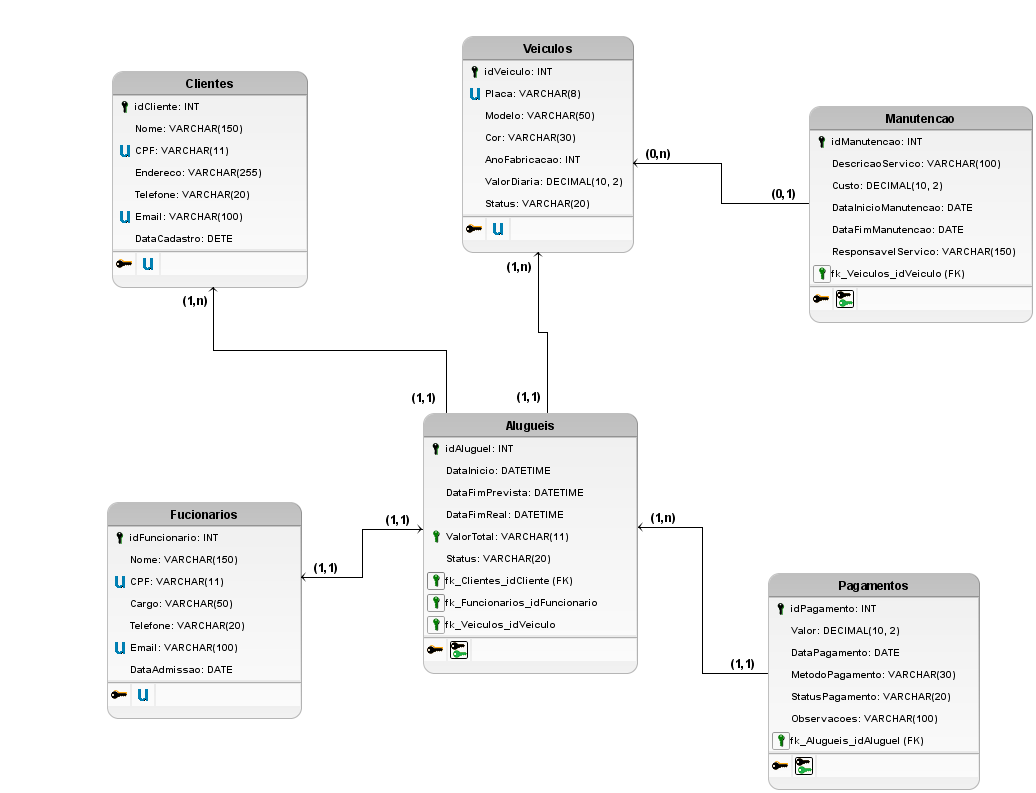 Clientes
idCliente: INT
Nome: VARCHAR(150)
u CPF: VARCHAR(11)
Endereco: VARCHAR(255)
Telefone: VARCHAR(20)
u Email: VARCHAR(100)
DataCadastro: DETE
u
(1,n)
Veiculos
idVeiculo: INT
u Placa: VARCHAR(8)
Modelo: VARCHAR(50)
Cor: VARCHAR(30)
AnoFabricacao: INT
ValorDiaria: DECIMAL(10, 2)
Status: VARCHAR(20)
u
(1,n)
(0,n)
(0,1)
Manutencao
idManutencao: INT
DescricaoServico: VARCHAR(100)
Custo: DECIMAL(10, 2)
DataInicioManutencao: DATE
DataFimManutencao: DATE
ResponsavelServico: VARCHAR(150)
fk_Veiculos_idVeiculo (FK)
(1,1)
(1,1)
Alugueis
idAluguel: INT
DataInicio: DATETIME
DataFimPrevista: DATETIME
DataFimReal: DATETIME
ValorTotal: VARCHAR(11)
Status: VARCHAR(20)
fk_Clientes_idCliente (FK)
fk_Funcionarios_idFuncionario
fk_Veiculos_idVeiculo
Fucionarios
idFuncionario: INT
Nome: VARCHAR(150)
u CPF: VARCHAR(11)
Cargo: VARCHAR(50)
Telefone: VARCHAR(20)
u Email: VARCHAR(100)
DataAdmissao: DATE
u
(1,1)
(1,1)
(1,n)
(1,1)
Pagamentos
idPagamento: INT
Valor: DECIMAL(10, 2)
DataPagamento: DATE
MetodoPagamento: VARCHAR(30)
StatusPagamento: VARCHAR(20)
Observacoes: VARCHAR(100)
fk_Alugueis_idAluguel (FK)